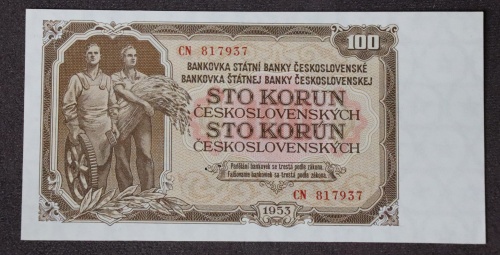 100
CN 817937
BANKOVKA STÁTNÍ BANKY ČESKOSLOVENSKÉ
BANKOVKA ŠTÁTNEJ BANKY ČESKOSLOVENSKEJ
STO KORUN
ČESKOSLOVENSKÝCH
STO KORÚN
ČESKOSLOVENSKÝCH
Padělání bankovek se trestá podle zákona.
Falšovanie bankoviek sa trestá podľa zákona.
CN 817937
1953